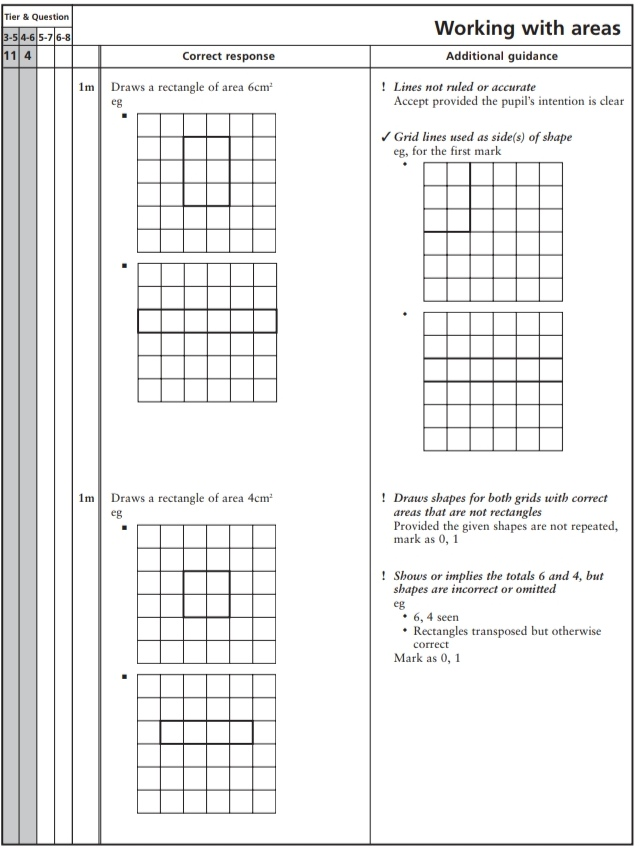 Tier & Question
3-5 4-6 5-7 6-8
Working with areas
11 4
Correct response
Additional guidance
1m
Draws a rectangle of area 6cm²
eg
! Lines not ruled or accurate
Accept provided the pupil's intention is clear
✓ Grid lines used as side(s) of shape
eg, for the first mark
1m
Draws a rectangle of area 4cm²
eg
! Draws shapes for both grids with correct
areas that are not rectangles
Provided the given shapes are not repeated,
mark as 0, 1
! Shows or implies the totals 6 and 4, but
shapes are incorrect or omitted
eg
• 6, 4 seen
• Rectangles transposed but otherwise
correct
Mark as 0, 1